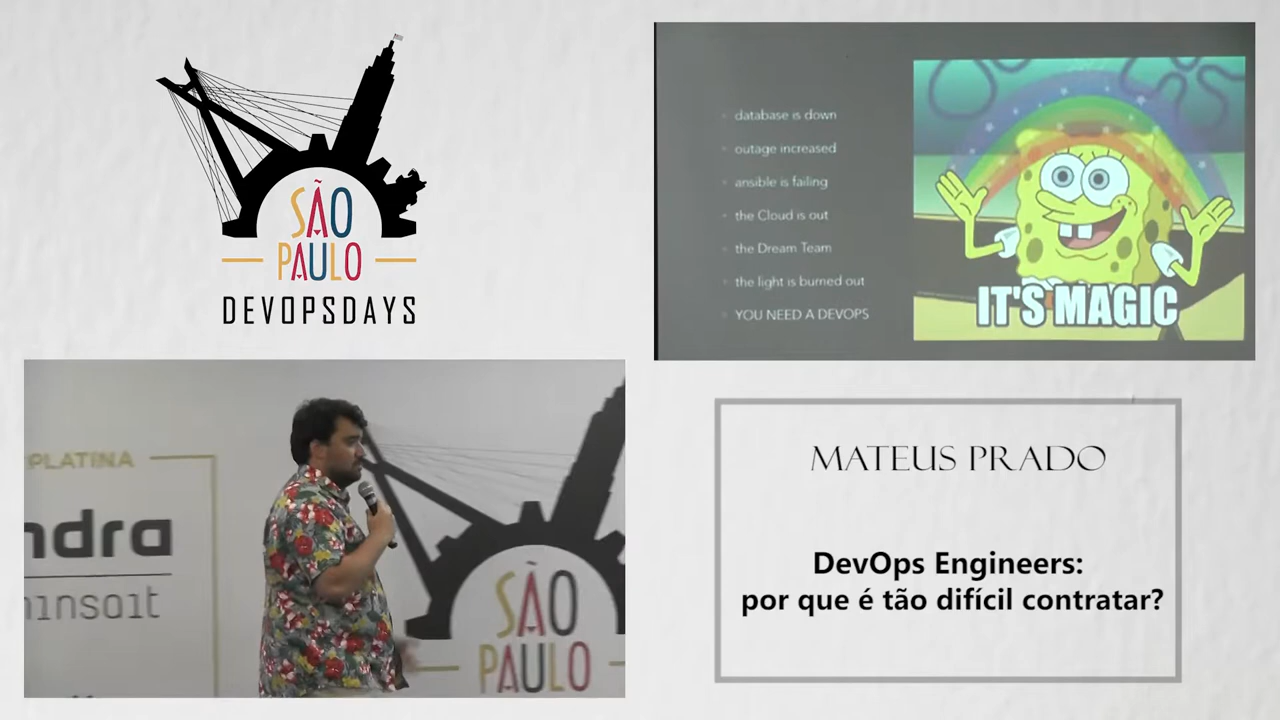 SÃO
PAULO
DEVOPSDAYS
database is down
outage increased
ansible is failing
the Cloud is out
the Dream Team
the light is burned out
YOU NEED A DEVOPS
IT'S MAGIC
PLATINA
ndra
minsait
SÃO
PAULO
MATEUS PRADO
DevOps Engineers:
por que é tão difícil contratar?